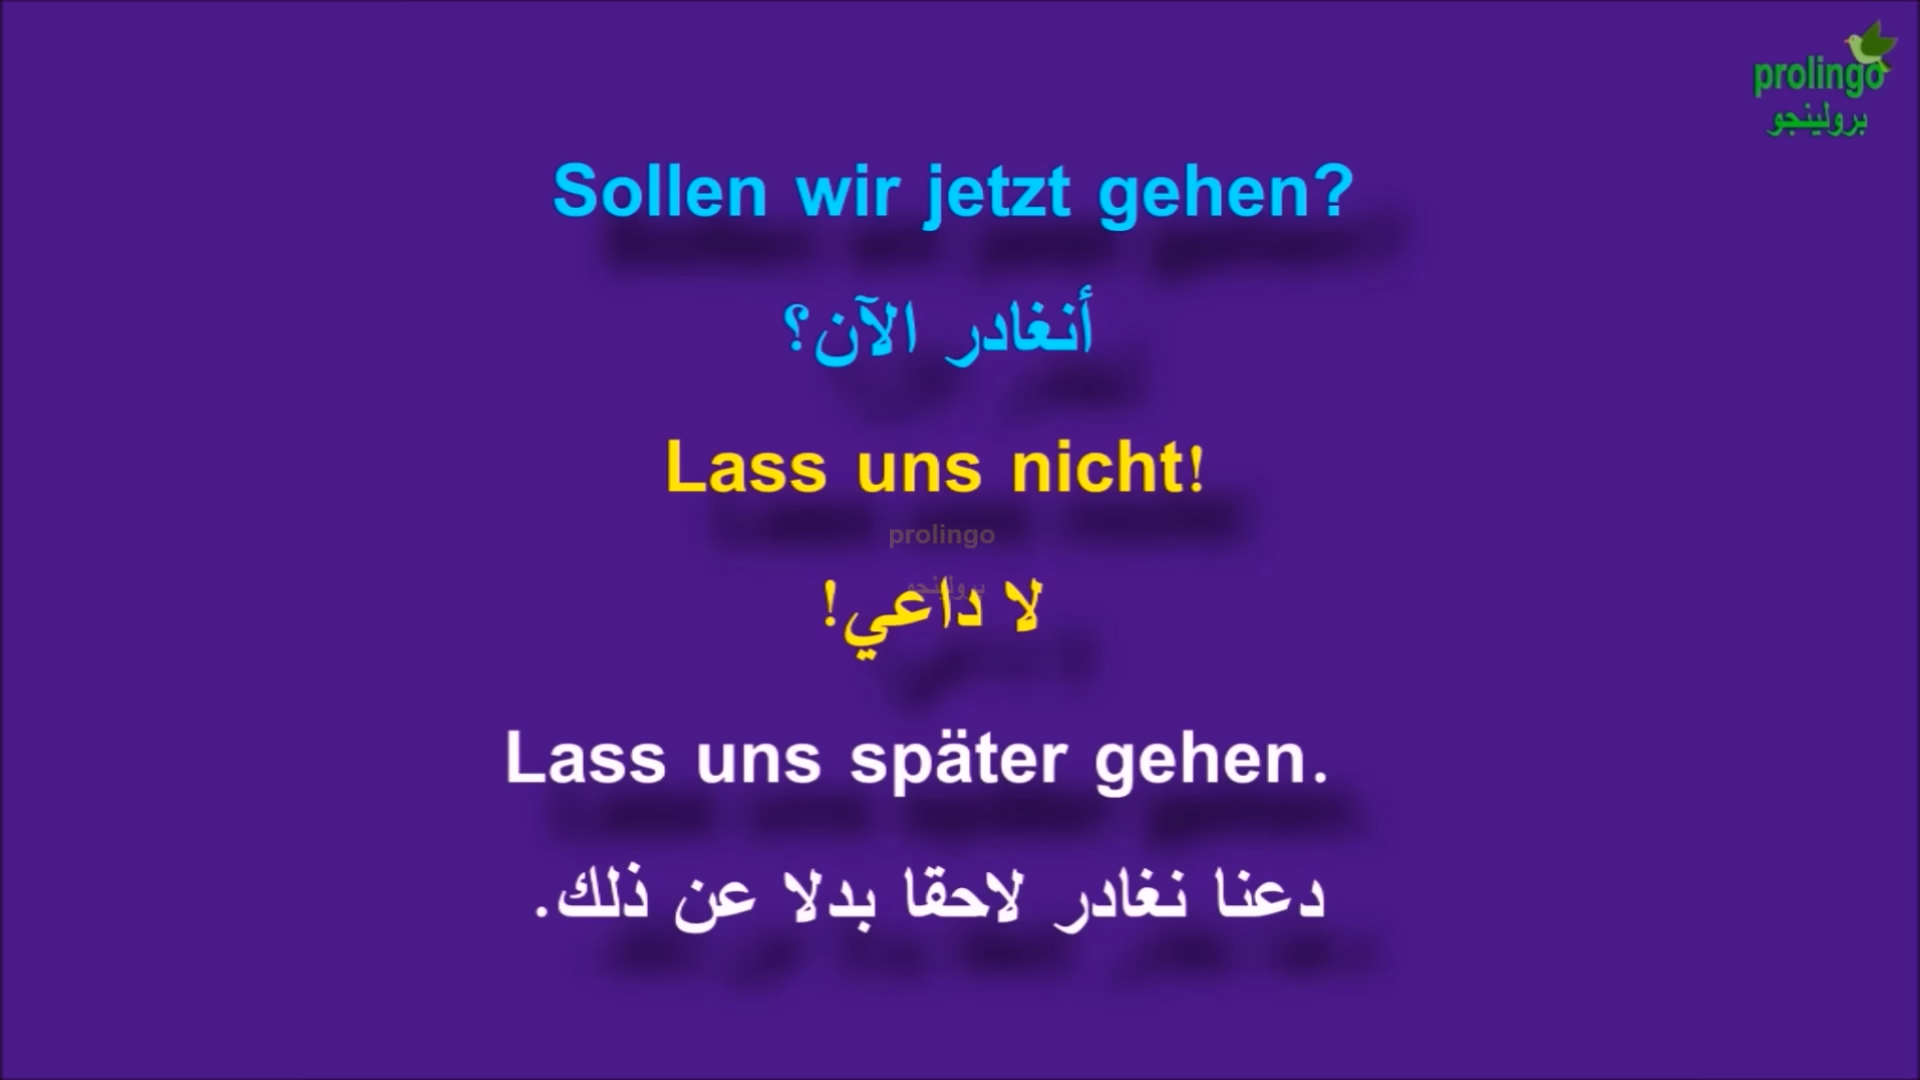 prolingo
برولينجو
Sollen wir jetzt gehen?
أنغادر الآن؟
Lass uns nicht!
prolingo
برولينجو
لا داعي!
Lass uns später gehen.
دعنا نغادر لاحقا بدلا عن ذلك.